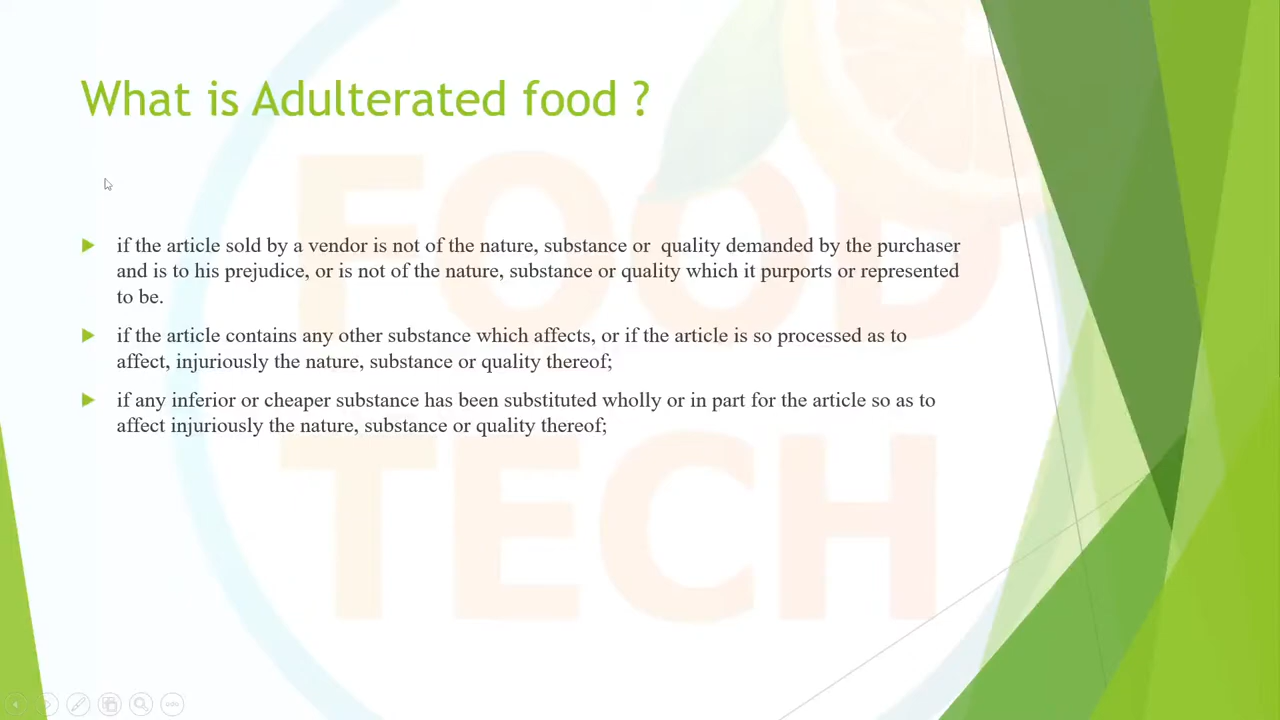 What is Adulterated food ?
if the article sold by a vendor is not of the nature, substance or  quality demanded by the purchaser
and is to his prejudice, or is not of the nature, substance or quality which it purports or represented
to be.
if the article contains any other substance which affects, or if the article is so processed as to
affect, injuriously the nature, substance or quality thereof;
if any inferior or cheaper substance has been substituted wholly or in part for the article so as to
affect injuriously the nature, substance or quality thereof;
FOOD
TECH